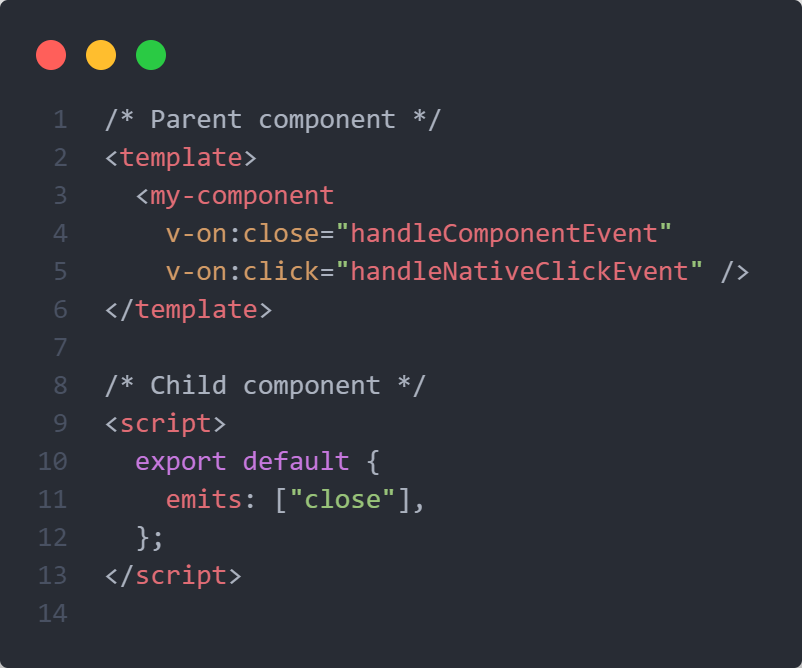 1 /* Parent component */
2 <template>
3   <my-component
4     v-on:close="handleComponentEvent"
5     v-on:click="handleNativeClickEvent" />
6 </template>
7
8 /* Child component */
9 <script>
10   export default {
11     emits: ["close"],
12   };
13 </script>
14